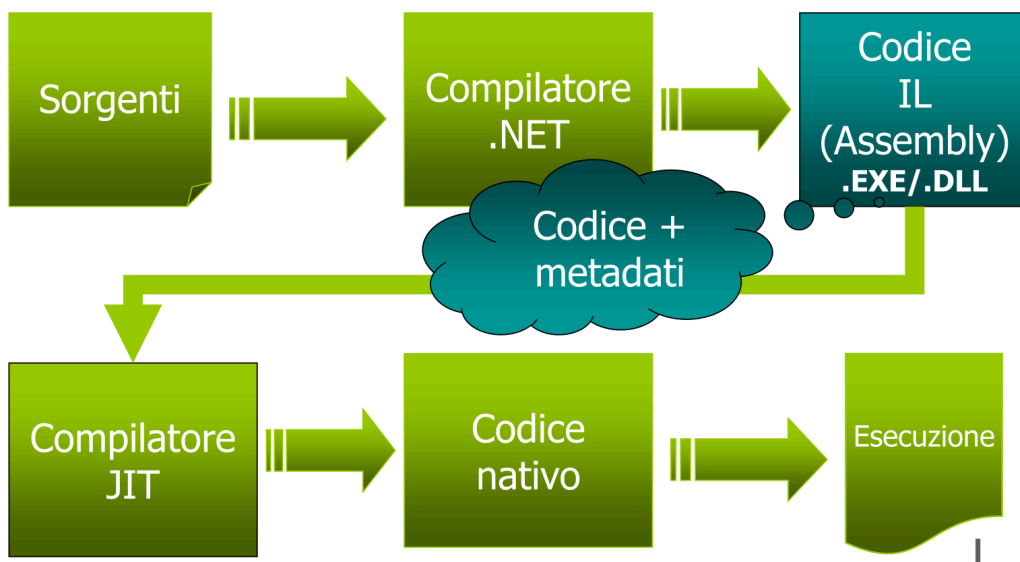 Sorgenti
Compilatore
.NET
Codice
IL
(Assembly)
.EXE/.DLL
Codice +
metadati
Compilatore
JIT
Codice
nativo
Esecuzione